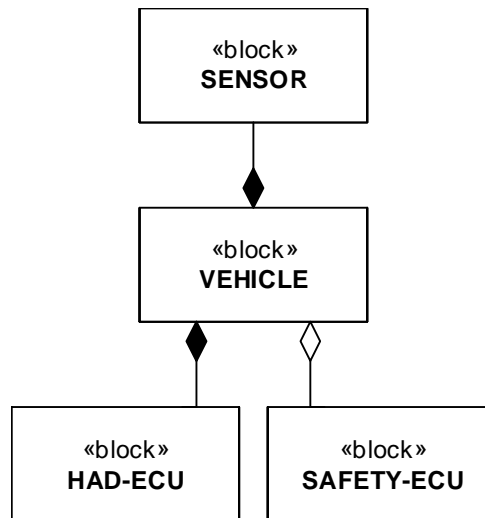 «block»
SENSOR
«block»
VEHICLE
«block»
HAD-ECU
«block»
SAFETY-ECU